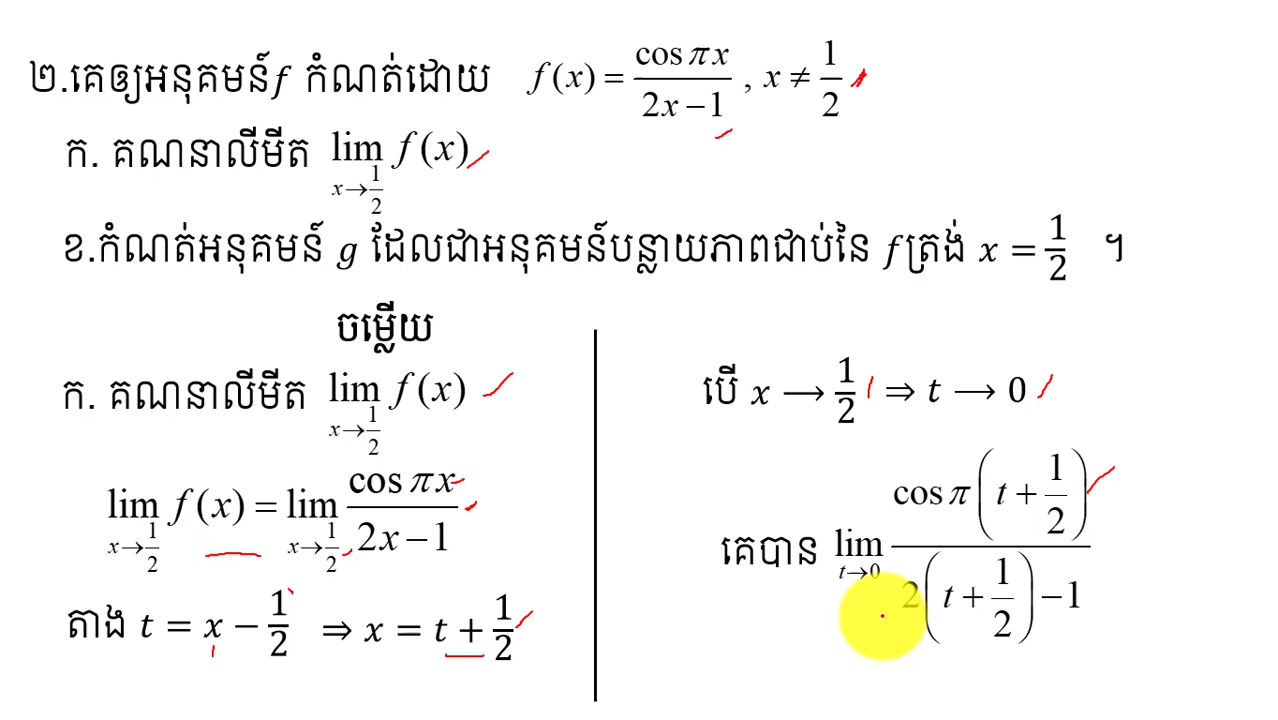 ២.គេឲ្យអនុគមន៍f កំណត់ដោយ f(x) = cos πx / (2x − 1) , x ≠ 1/2
ក. គណនាលីមីត lim x→1/2 f(x)
ខ.កំណត់អនុគមន៍ g ដែលជាអនុគមន៍បន្លាយភាពជាប់នៃ f ត្រង់ x = 1/2 ។
ចម្លើយ
ក. គណនាលីមីត lim x→1/2 f(x)
lim x→1/2 f(x) = lim x→1/2 cos πx / (2x − 1)
តាង t = x − 1/2 ⇒ x = t + 1/2
បើ x ⟶ 1/2 ⇒ t ⟶ 0
គេបាន lim t→0 cos π(t + 1/2) / (2(t + 1/2) − 1)